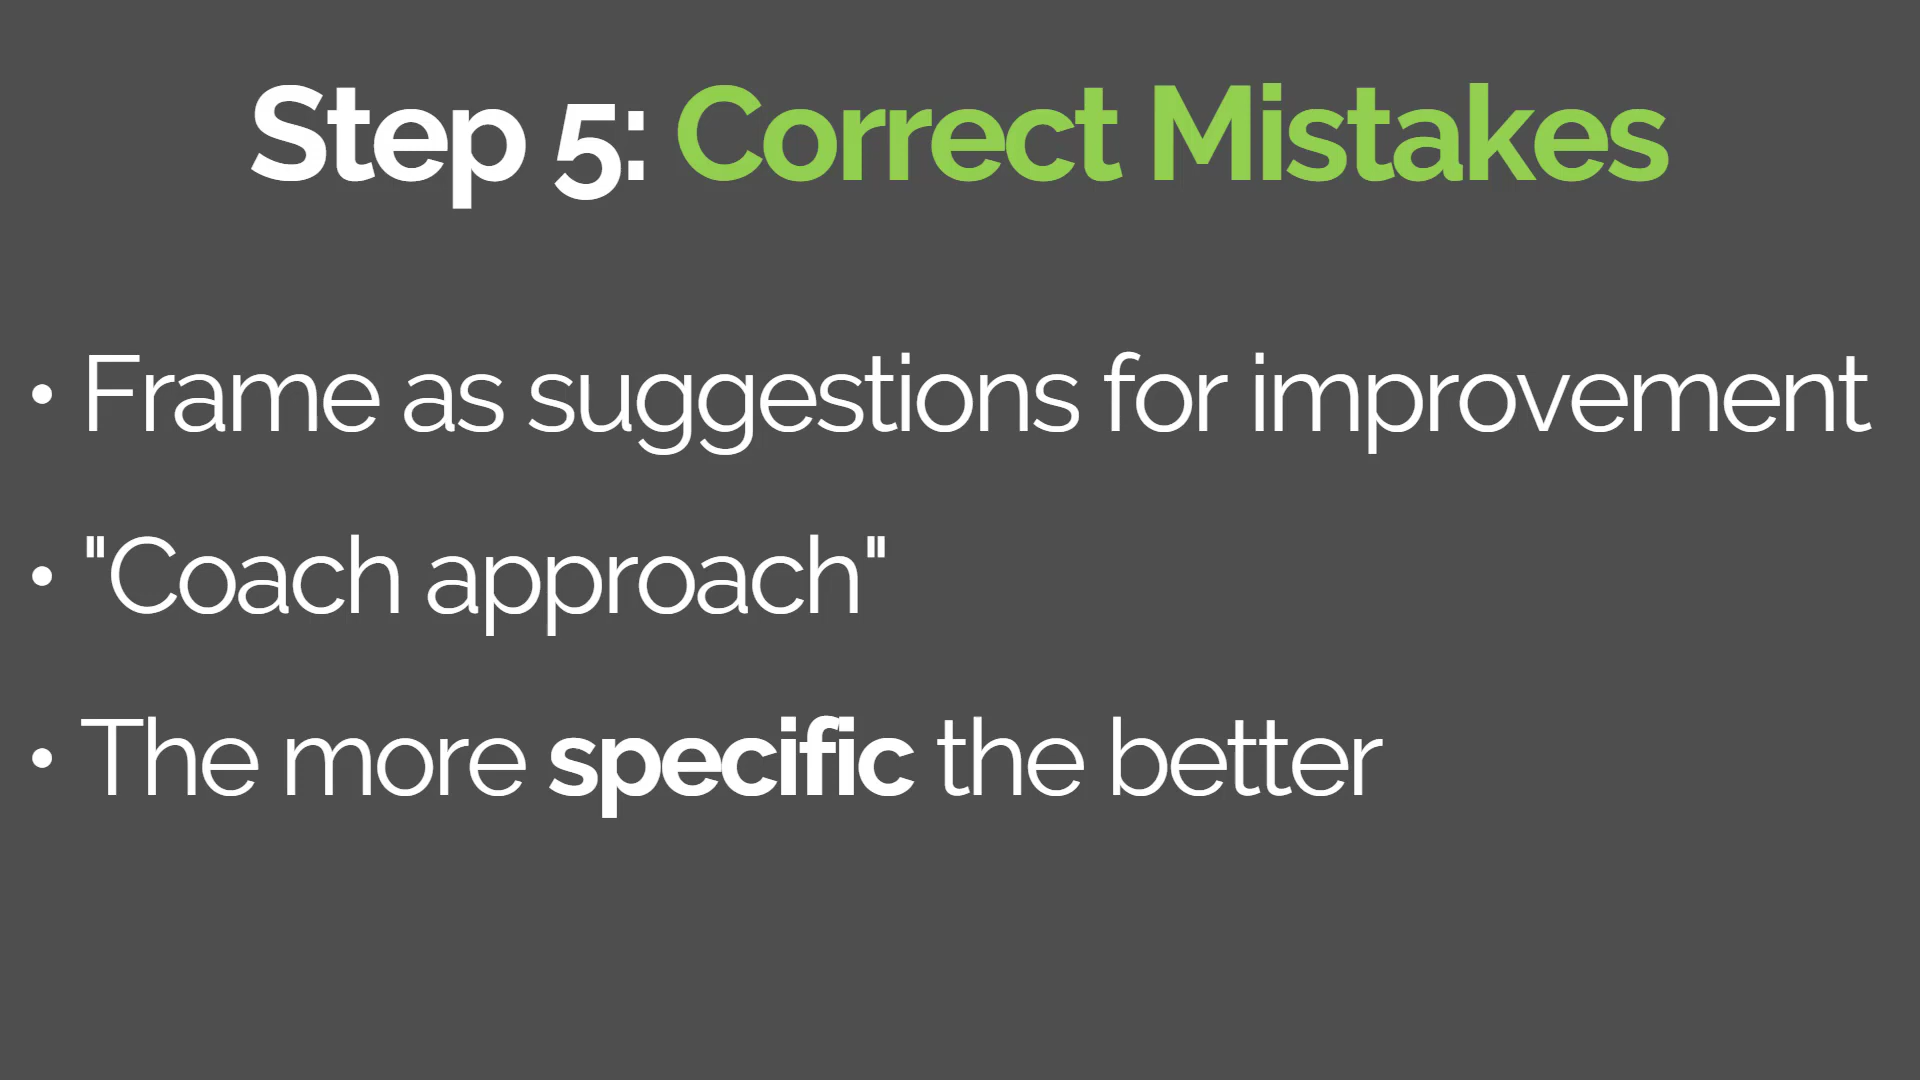 Step 5: Correct Mistakes
• Frame as suggestions for improvement
• "Coach approach"
• The more specific the better